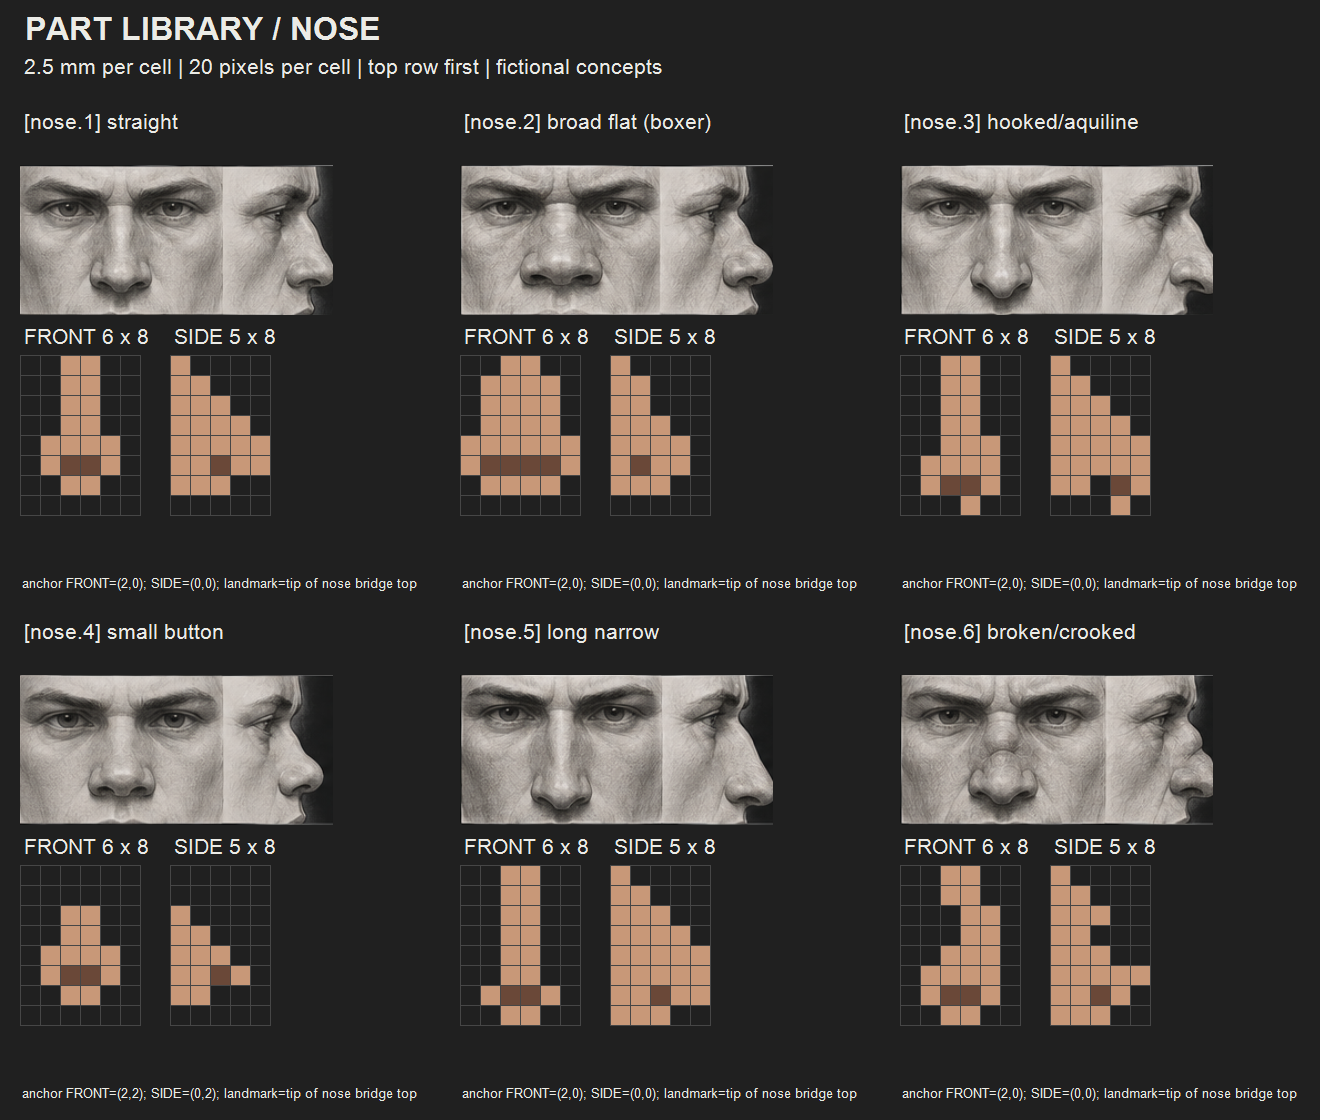 PART LIBRARY / NOSE
2.5 mm per cell | 20 pixels per cell | top row first | fictional concepts
[nose.1] straight
[nose.2] broad flat (boxer)
[nose.3] hooked/aquiline
FRONT 6 x 8 SIDE 5 x 8
FRONT 6 x 8 SIDE 5 x 8
FRONT 6 x 8 SIDE 5 x 8
anchor FRONT=(2,0); SIDE=(0,0); landmark=tip of nose bridge top
anchor FRONT=(2,0); SIDE=(0,0); landmark=tip of nose bridge top
anchor FRONT=(2,0); SIDE=(0,0); landmark=tip of nose bridge top
[nose.4] small button
[nose.5] long narrow
[nose.6] broken/crooked
FRONT 6 x 8 SIDE 5 x 8
FRONT 6 x 8 SIDE 5 x 8
FRONT 6 x 8 SIDE 5 x 8
anchor FRONT=(2,2); SIDE=(0,2); landmark=tip of nose bridge top
anchor FRONT=(2,0); SIDE=(0,0); landmark=tip of nose bridge top
anchor FRONT=(2,0); SIDE=(0,0); landmark=tip of nose bridge top